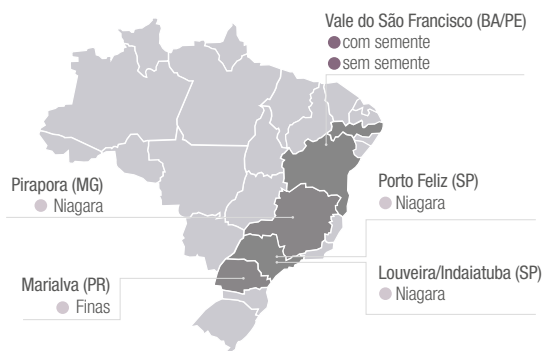 Vale do São Francisco (BA/PE)
com semente
sem semente
Pirapora (MG)
Niagara
Porto Feliz (SP)
Niagara
Marialva (PR)
Finas
Louveira/Indaiatuba (SP)
Niagara